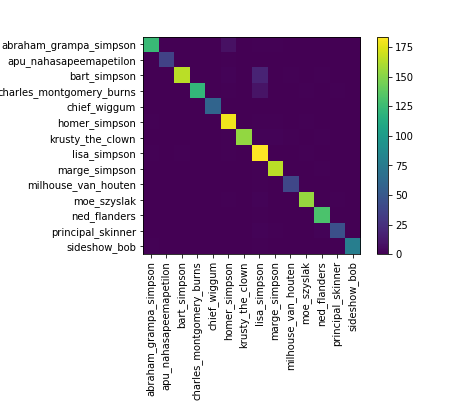 abraham_grampa_simpson
apu_nahasapeemapetilon
bart_simpson
charles_montgomery_burns
chief_wiggum
homer_simpson
krusty_the_clown
lisa_simpson
marge_simpson
milhouse_van_houten
moe_szyslak
ned_flanders
principal_skinner
sideshow_bob
abraham_grampa_simpson
apu_nahasapeemapetilon
bart_simpson
charles_montgomery_burns
chief_wiggum
homer_simpson
krusty_the_clown
lisa_simpson
marge_simpson
milhouse_van_houten
moe_szyslak
ned_flanders
principal_skinner
sideshow_bob
175
150
125
100
75
50
25
0